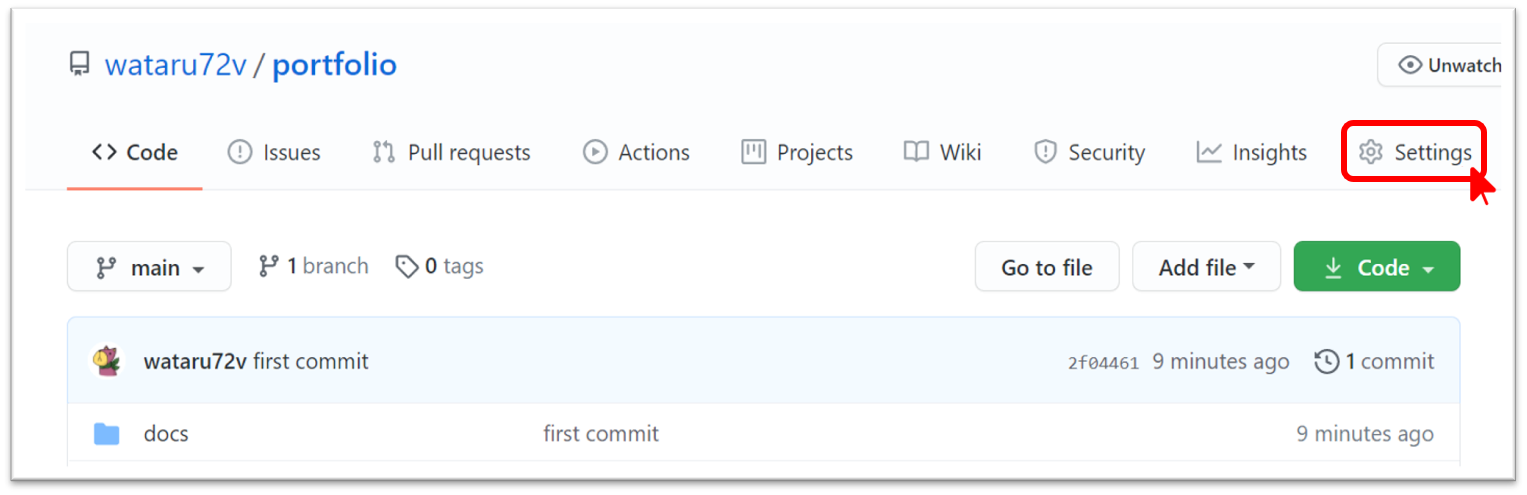 wataru72v / portfolio
Unwatch
Code Issues Pull requests Actions Projects Wiki Security Insights Settings
main 1 branch 0 tags Go to file Add file Code
wataru72v first commit 2f04461 9 minutes ago 1 commit
docs first commit 9 minutes ago